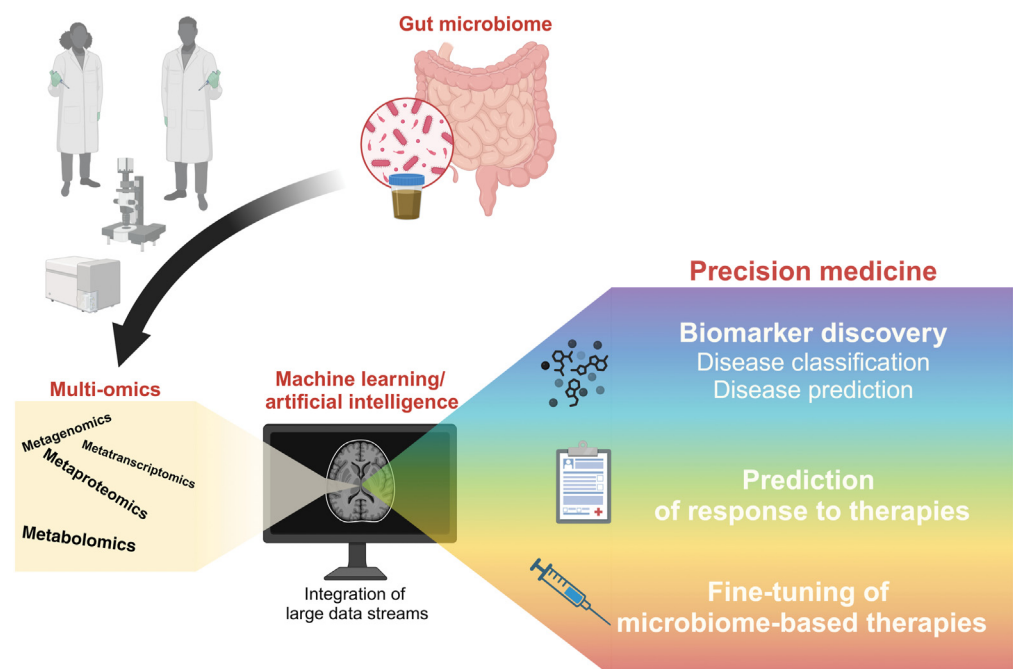 Gut microbiome
Multi-omics
Metagenomics
Metatranscriptomics
Metaproteomics
Metabolomics
Machine learning/
artificial intelligence
Integration of
large data streams
Precision medicine
Biomarker discovery
Disease classification
Disease prediction
Prediction
of response to therapies
Fine-tuning of
microbiome-based therapies